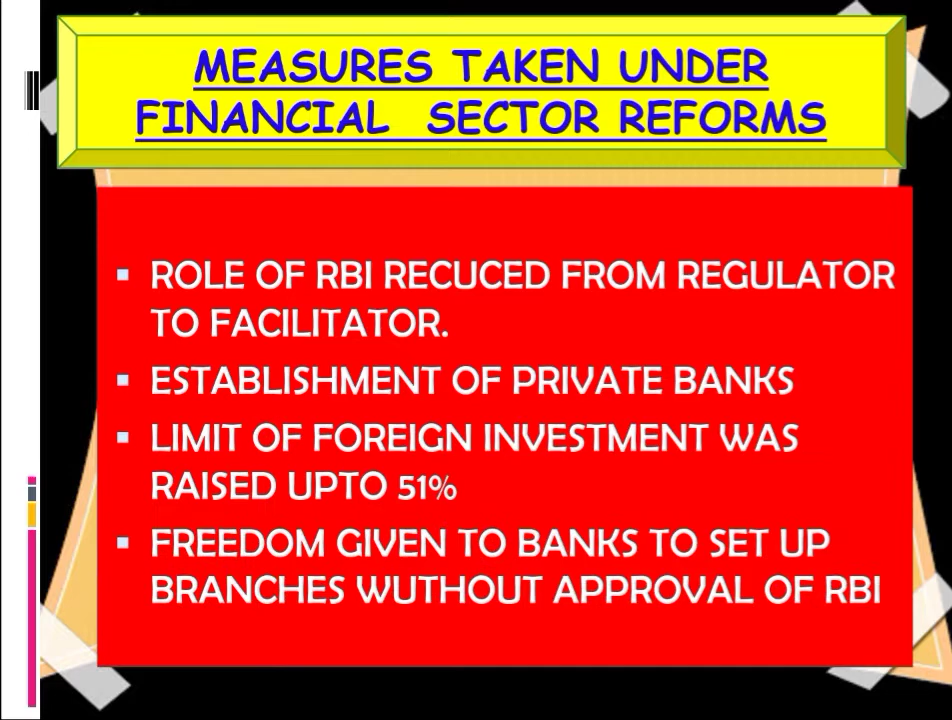 MEASURES TAKEN UNDER
FINANCIAL SECTOR REFORMS
▪ ROLE OF RBI RECUCED FROM REGULATOR
TO FACILITATOR.
▪ ESTABLISHMENT OF PRIVATE BANKS
▪ LIMIT OF FOREIGN INVESTMENT WAS
RAISED UPTO 51%
▪ FREEDOM GIVEN TO BANKS TO SET UP
BRANCHES WUTHOUT APPROVAL OF RBI